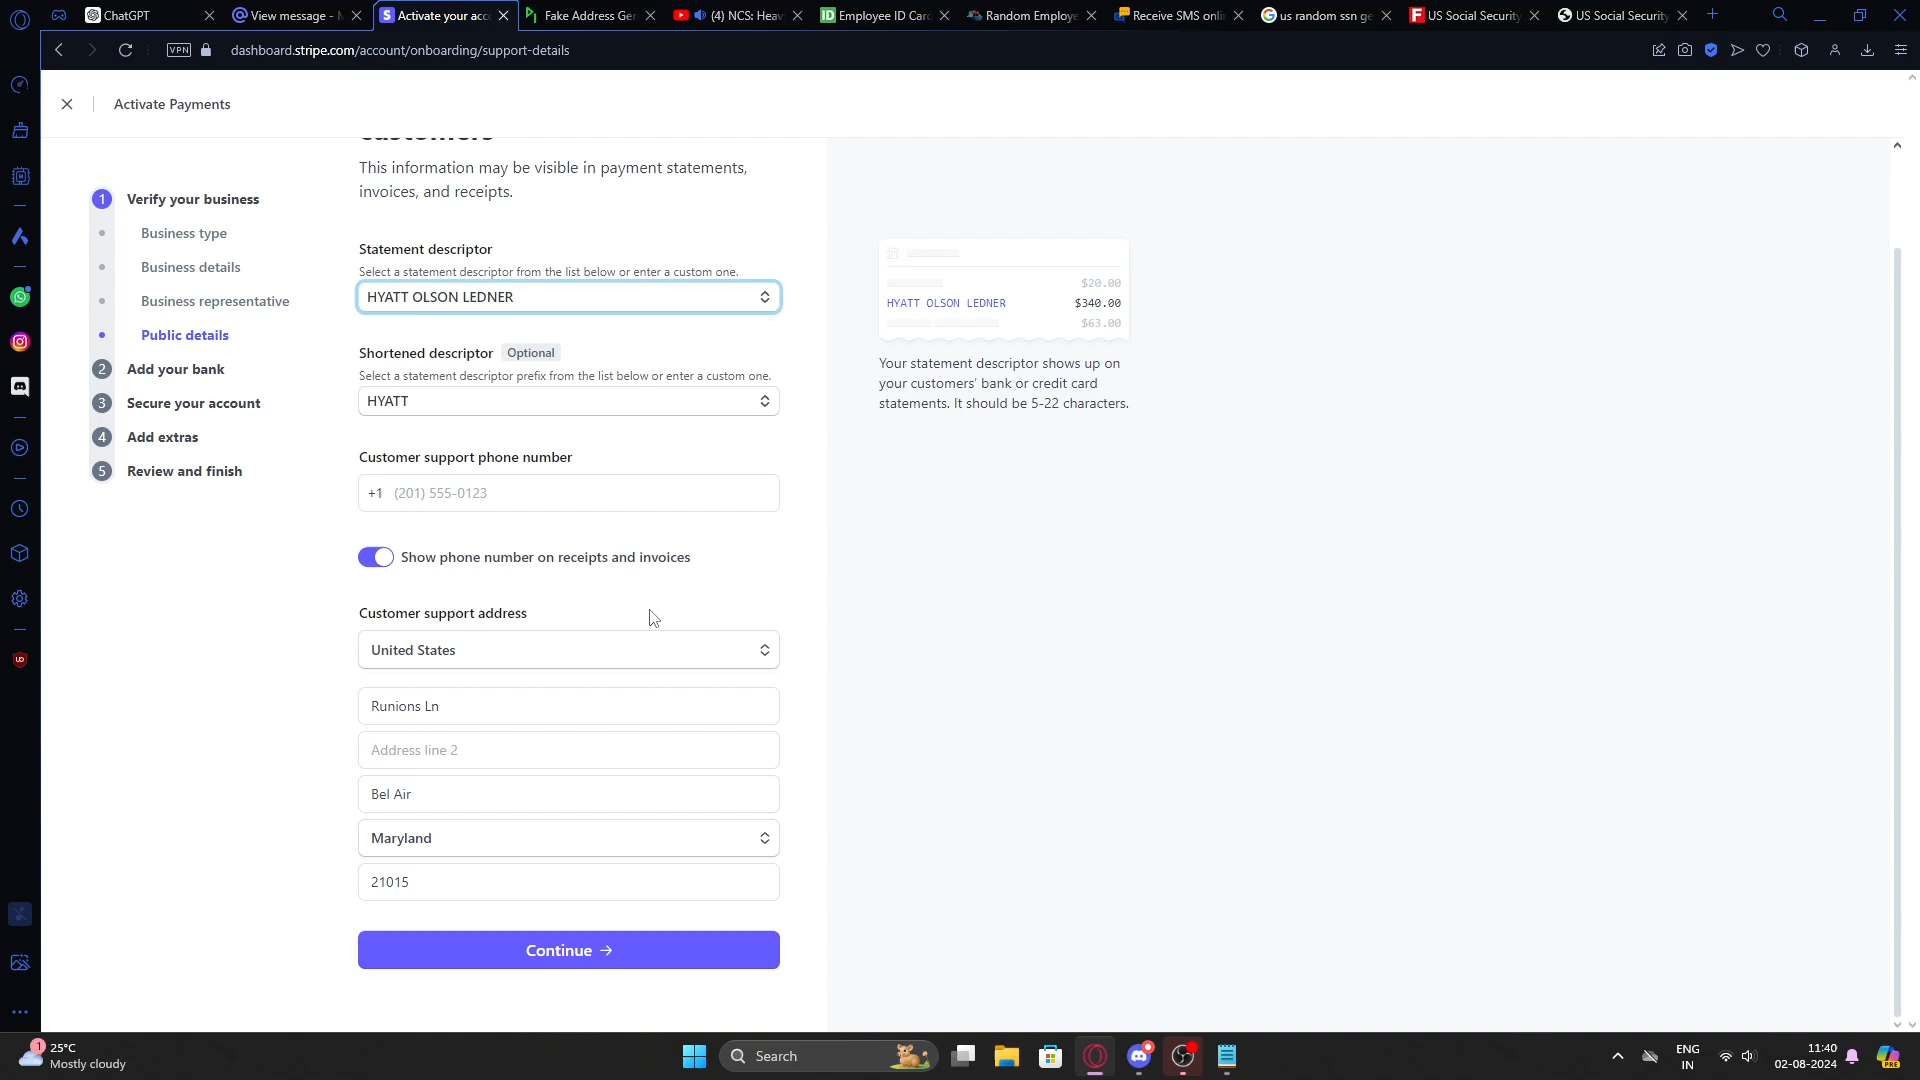 ChatGPT
View message - M
Activate your acc
Fake Address Ge
(4) NCS: Hea
Employee ID Car
Random Employe
Receive SMS onli
us random ssn ge
US Social Security
US Social Security
VPN
dashboard.stripe.com/account/onboarding/support-details
Activate Payments
customers
This information may be visible in payment statements,
invoices, and receipts.
1 Verify your business
Business type
Business details
Business representative
Public details
2 Add your bank
3 Secure your account
4 Add extras
5 Review and finish
Statement descriptor
Select a statement descriptor from the list below or enter a custom one.
HYATT OLSON LEDNER
Shortened descriptor Optional
Select a statement descriptor prefix from the list below or enter a custom one.
HYATT
Customer support phone number
+1 (201) 555-0123
Show phone number on receipts and invoices
Customer support address
United States
Runions Ln
Address line 2
Bel Air
Maryland
21015
Continue →
$20.00
HYATT OLSON LEDNER $340.00
$63.00
Your statement descriptor shows up on
your customers’ bank or credit card
statements. It should be 5-22 characters.
1
25°C
Mostly cloudy
Search
ENG
IN
11:40
02-08-2024
PRE